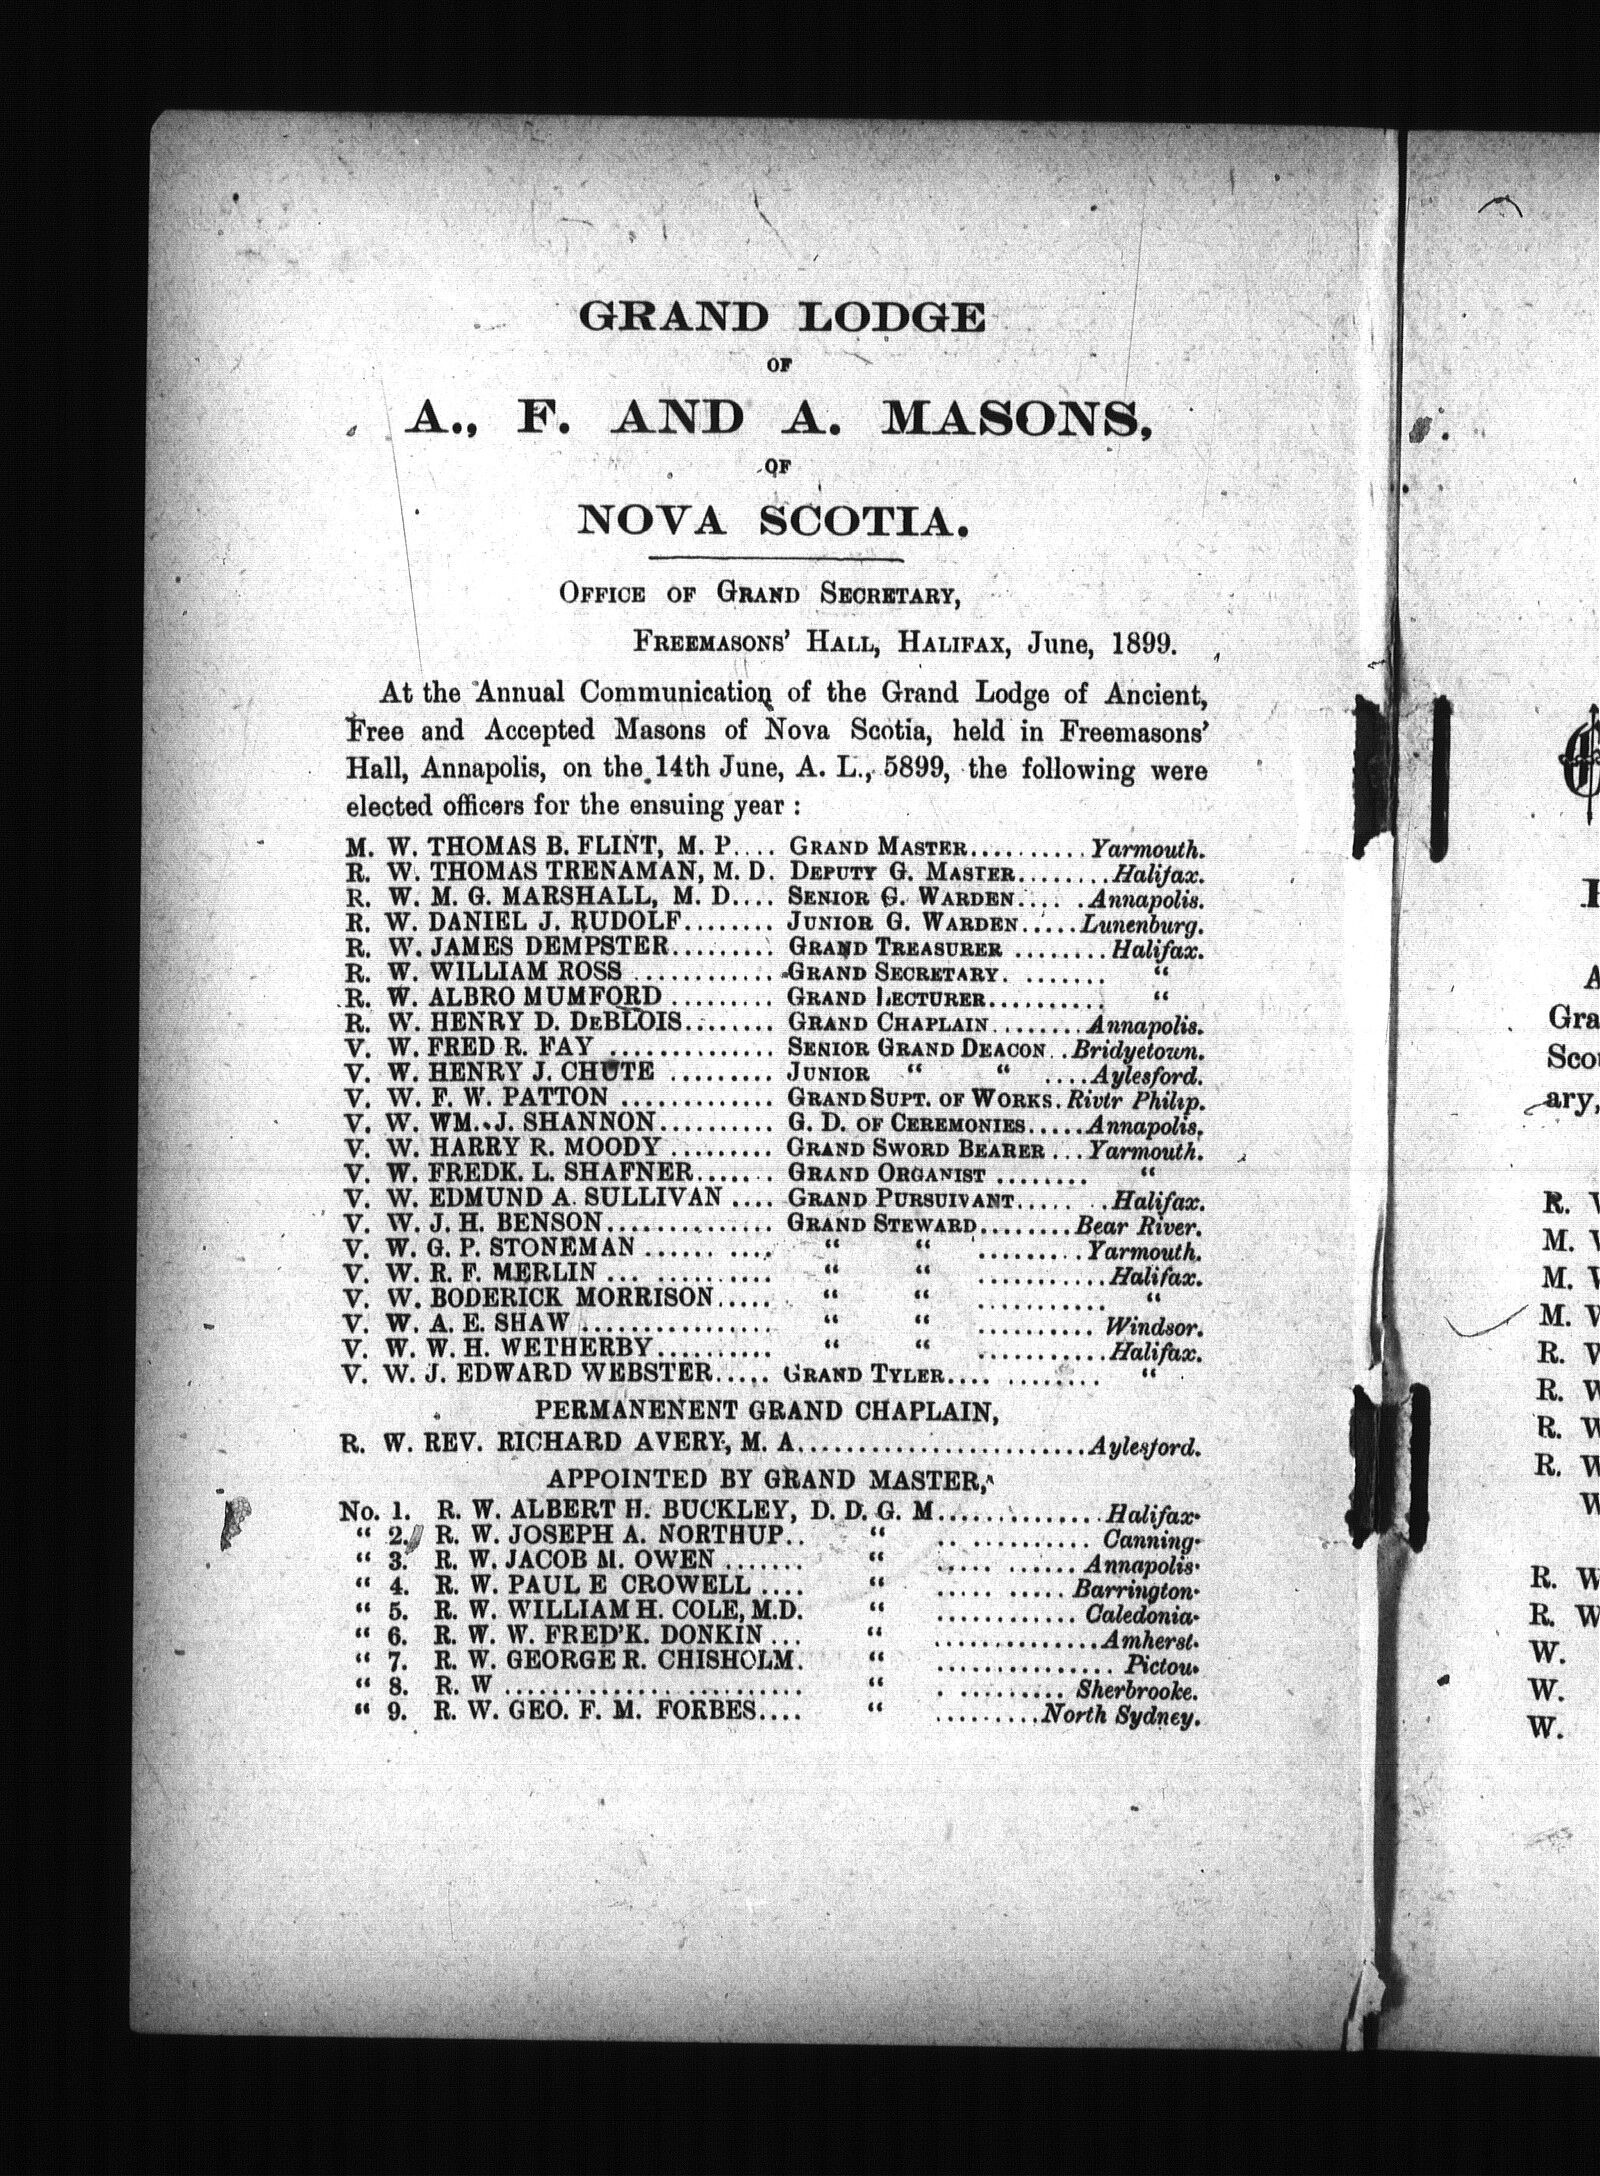 GRAND LODGE
OF
A., F. AND A. MASONS,
OF
NOVA SCOTIA.
OFFICE OF GRAND SECRETARY,
FREEMASONS' HALL, HALIFAX, June, 1899.
At the Annual Communication of the Grand Lodge of Ancient,
Free and Accepted Masons of Nova Scotia, held in Freemasons'
Hall, Annapolis, on the 14th June, A. L., 5899, the following were
elected officers for the ensuing year :
M. W. THOMAS B. FLINT, M. P.... GRAND MASTER.......... Yarmouth.
R. W. THOMAS TRENAMAN, M. D. DEPUTY G. MASTER........ Halifax.
R. W. M. G. MARSHALL, M. D.... SENIOR G. WARDEN.... . Annapolis.
R. W. DANIEL J. RUDOLF........ JUNIOR G. WARDEN..... Lunenburg.
R. W. JAMES DEMPSTER......... GRAND TREASURER ........ Halifax.
R. W. WILLIAM ROSS ............ GRAND SECRETARY. ....... "
R. W. ALBRO MUMFORD ......... GRAND LECTURER.......... "
R. W. HENRY D. DEBLOIS........ GRAND CHAPLAIN........ Annapolis.
V. W. FRED R. FAY .............. SENIOR GRAND DEACON. . Bridyetown.
V. W. HENRY J. CHUTE ......... JUNIOR " " .... Aylesford.
V. W. F. W. PATTON ............. GRAND SUPT. OF WORKS. Rivtr Philip.
V. W. WM. J. SHANNON.......... G. D. OF CEREMONIES..... Annapolis.
V. W. HARRY R. MOODY ......... GRAND SWORD BEARER ... Yarmouth.
V. W. FREDK. L. SHAFNER....... GRAND ORGANIST ........ "
V. W. EDMUND A. SULLIVAN .... GRAND PURSUIVANT........ Halifax.
V. W. J. H. BENSON.............. GRAND STEWARD........ Bear River.
V. W. G. P. STONEMAN ...... .... " " ......... Yarmouth.
V. W. R. F. MERLIN ... .......... " " ........... Halifax.
V. W. BODERICK MORRISON..... " " ........... "
V. W. A. E. SHAW ................ " " .......... Windsor.
V. W. W. H. WETHERBY.......... " " ........... Halifax.
V. W. J. EDWARD WEBSTER..... GRAND TYLER.... ........ "
PERMANENENT GRAND CHAPLAIN,
R. W. REV. RICHARD AVERY, M. A........................ Aylesford.
APPOINTED BY GRAND MASTER,
No. 1. R. W. ALBERT H. BUCKLEY, D. D. G. M.............. Halifax.
" 2. R. W. JOSEPH A. NORTHUP.. " .. .......... Canning.
" 3. R. W. JACOB M. OWEN ....... " ..... ...... Annapolis.
" 4. R. W. PAUL E CROWELL .... " ..... ..... Barrington.
" 5. R. W. WILLIAM H. COLE, M.D. " ............ Caledonia.
" 6. R. W. W. FRED'K. DONKIN ... " .............. Amherst.
" 7. R. W. GEORGE R. CHISHOLM. " ............... Pictou.
" 8. R. W ......................... " . ......... Sherbrooke.
" 9. R. W. GEO. F. M. FORBES.... " ......... North Sydney.
Gra
ary,
R.
M.
M.
M.
R.
R. W
R. W
R. W
W
R. W
R. W
W.
W.
W.